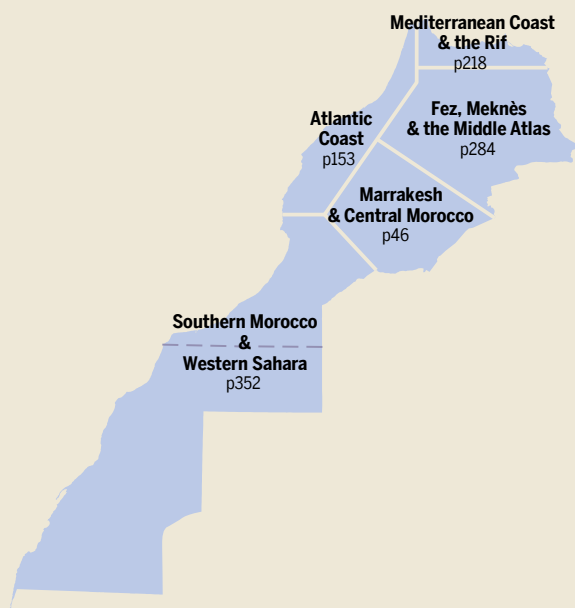 Mediterranean Coast
& the Rif
p218
Fez, Meknès
& the Middle Atlas
p284
Atlantic
Coast
p153
Marrakesh
& Central Morocco
p46
Southern Morocco
&
Western Sahara
p352